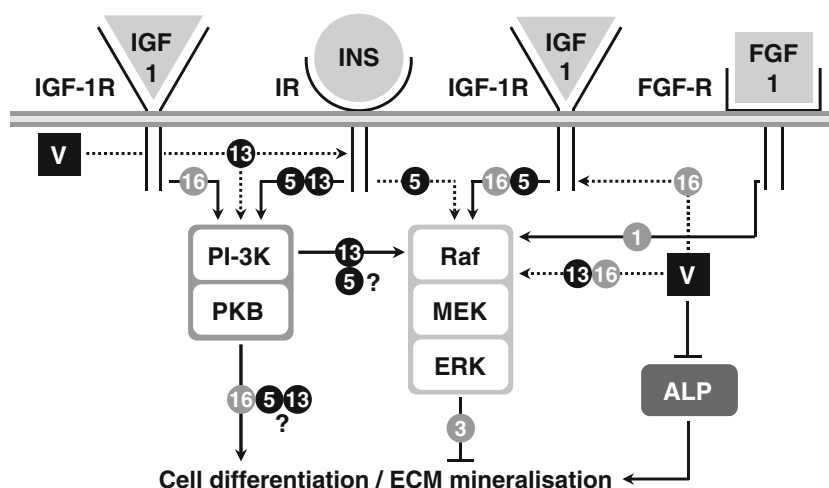 IGF 1
INS
IGF 1
FGF 1
IGF-1R
IR
IGF-1R
FGF-R
V
13
16
5 13
5
16 5
16
1
PI-3K
PKB
13
5 ?
Raf
MEK
ERK
13 16
V
ALP
16 5 13
?
3
Cell differentiation / ECM mineralisation